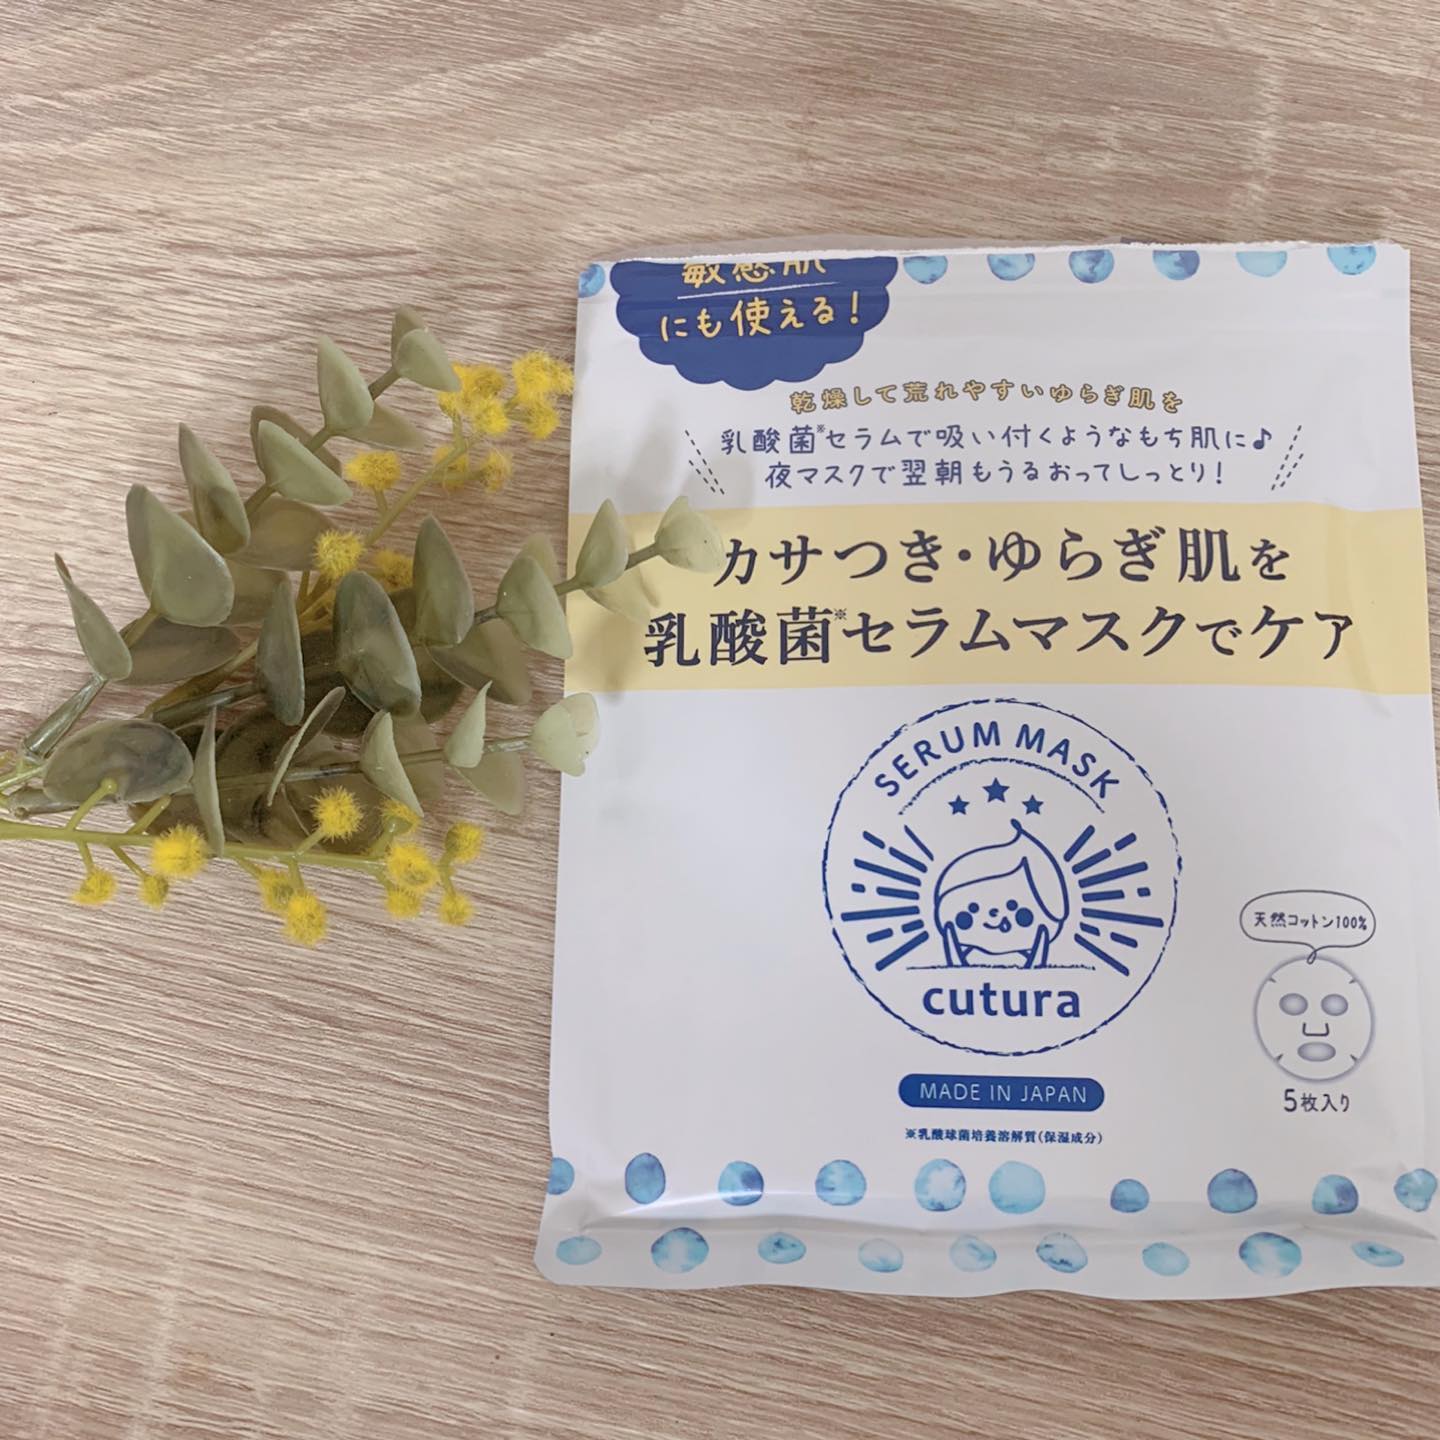 敏感肌
にも使える!
乾燥して荒れやすいゆらぎ肌を
乳酸菌※セラムで吸い付くようなもち肌に♪
夜マスクで翌朝もうるおってしっとり!
カサつき・ゆらぎ肌を
乳酸菌※セラムマスクでケア
SERUM MASK
cutura
天然コットン100%
5枚入り
MADE IN JAPAN
※乳酸球菌培養溶解質(保湿成分)